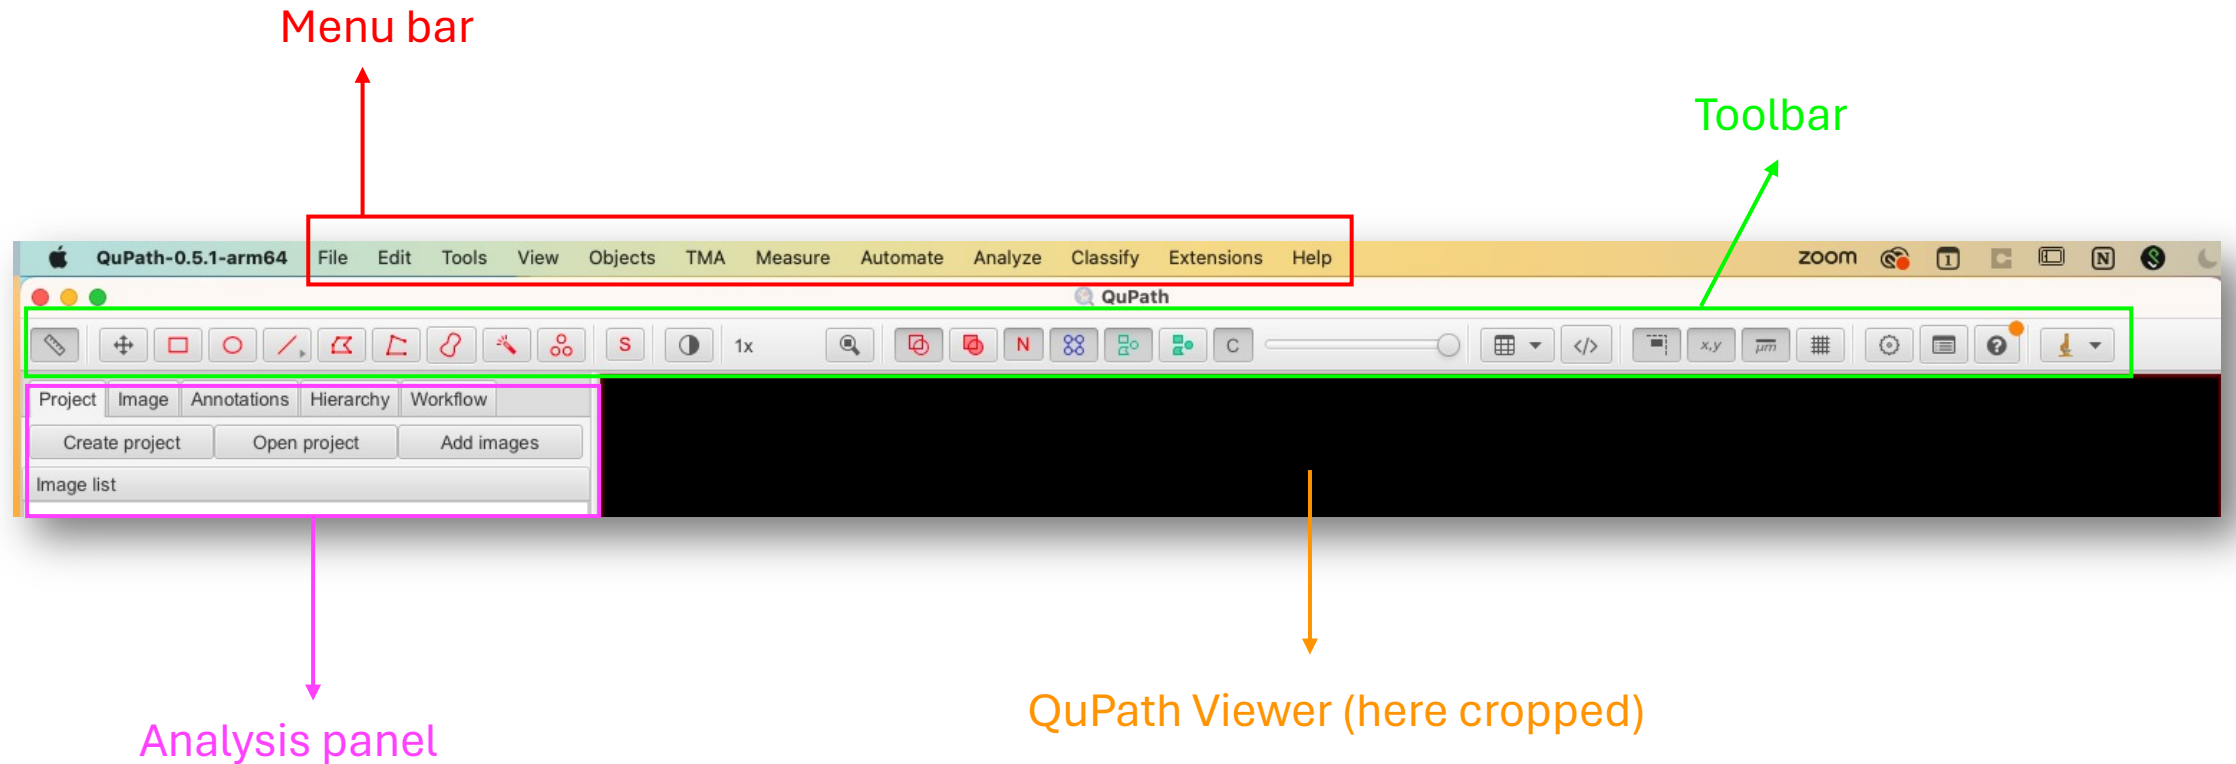 Menu bar
Toolbar
QuPath-0.5.1-arm64 File Edit Tools View Objects TMA Measure Automate Analyze Classify Extensions Help zoom 1 C N S
QuPath
S 1x N C </> x,y µm ?
Project Image Annotations Hierarchy Workflow
Create project Open project Add images
Image list
QuPath Viewer (here cropped)
Analysis panel